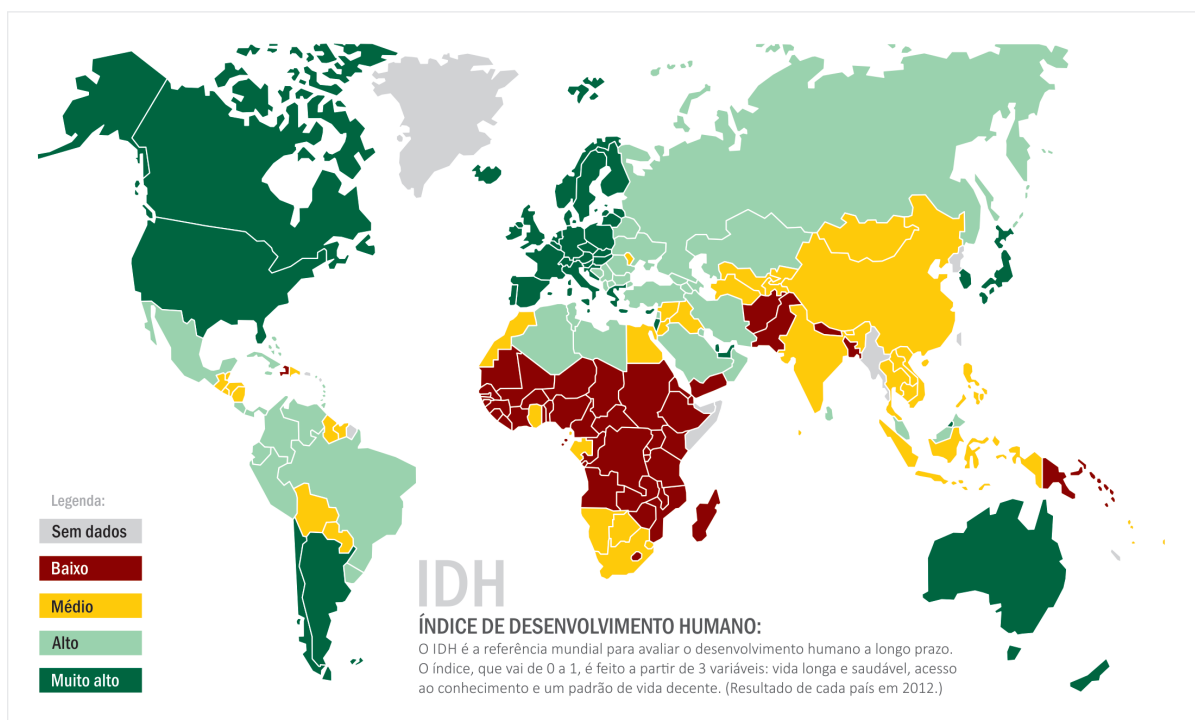 Legenda:
Sem dados
Baixo
Médio
Alto
Muito alto
IDH
ÍNDICE DE DESENVOLVIMENTO HUMANO:
O IDH é a referência mundial para avaliar o desenvolvimento humano a longo prazo.
O índice, que vai de 0 a 1, é feito a partir de 3 variáveis: vida longa e saudável, acesso
ao conhecimento e um padrão de vida decente. (Resultado de cada país em 2012.)